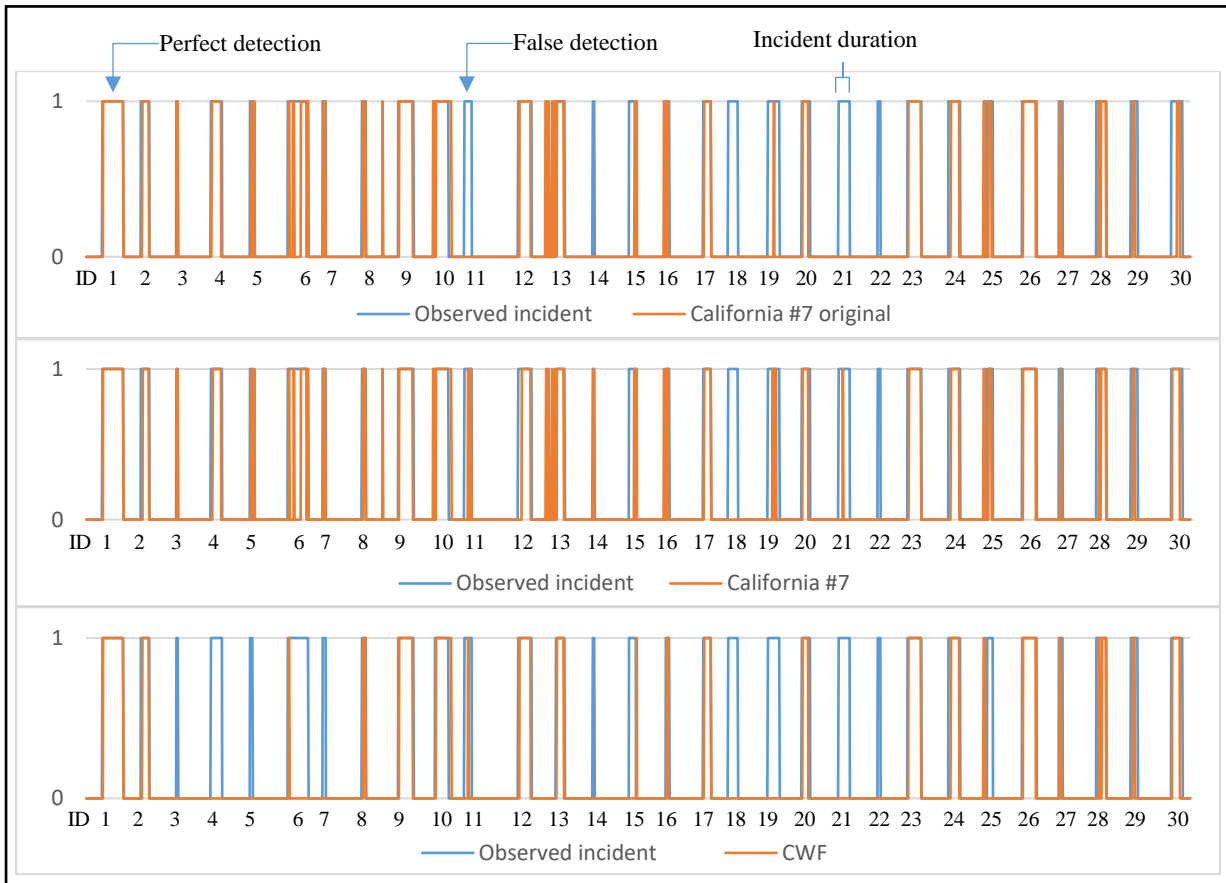 Perfect detection False detection Incident duration
1
0
ID 1 2 3 4 5 6 7 8 9 10 11 12 13 14 15 16 17 18 19 20 21 22 23 24 25 26 27 28 29 30
Observed incident California #7 original
1
0
ID 1 2 3 4 5 6 7 8 9 10 11 12 13 14 15 16 17 18 19 20 21 22 23 24 25 26 27 28 29 30
Observed incident California #7
1
0
ID 1 2 3 4 5 6 7 8 9 10 11 12 13 14 15 16 17 18 19 20 21 22 23 24 25 26 27 28 29 30
Observed incident CWF